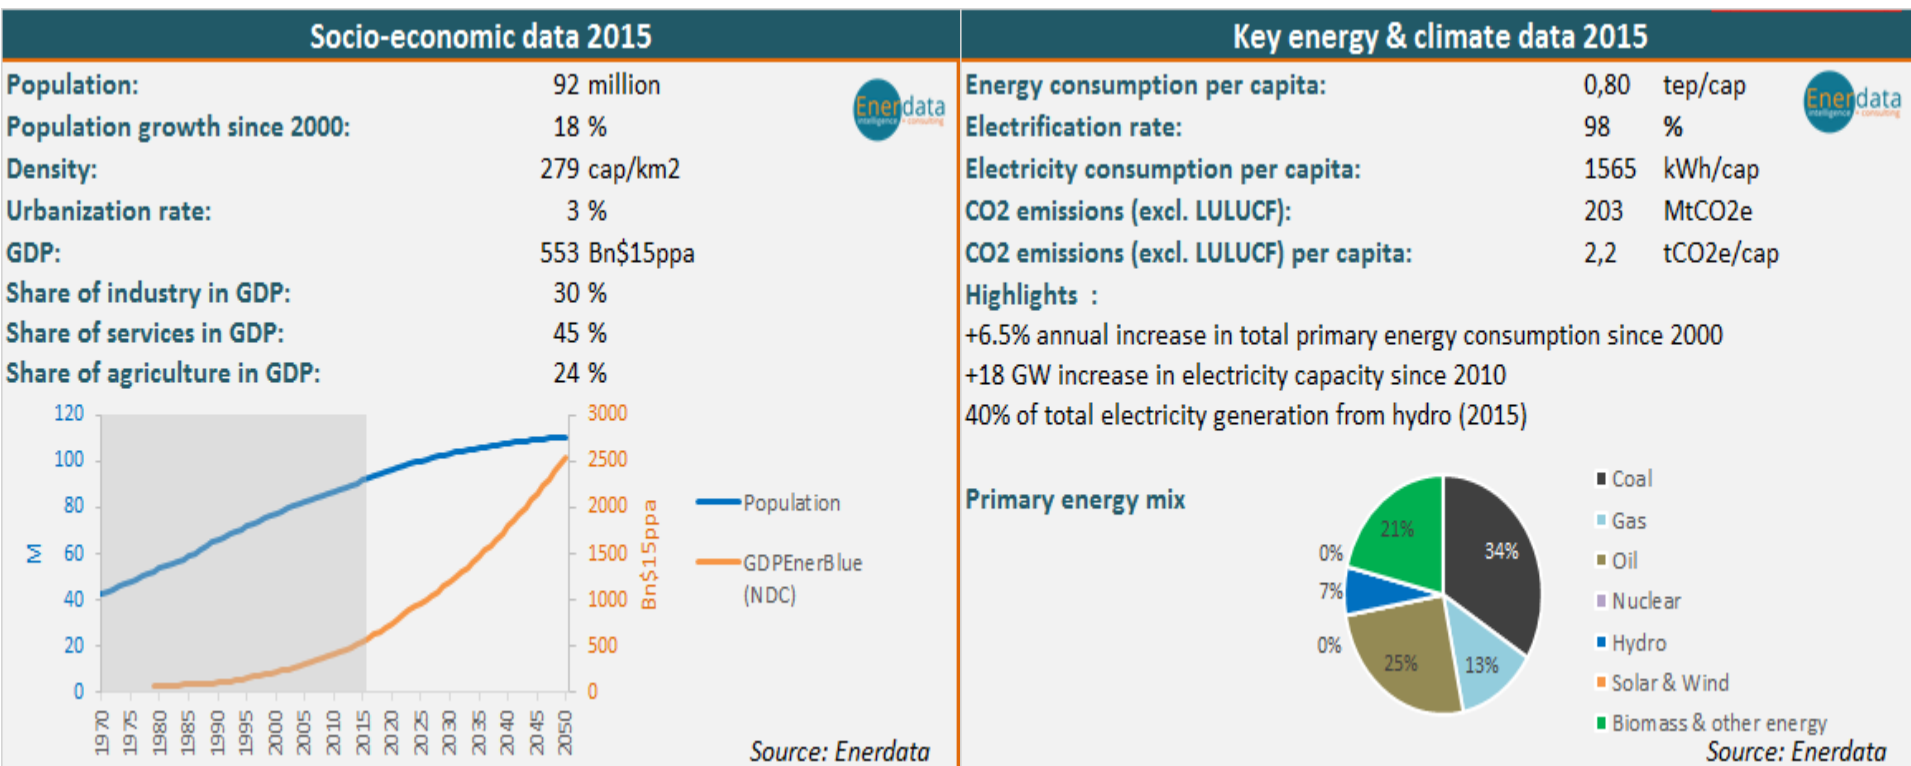 Socio-economic data 2015
Population: 92 million
Population growth since 2000: 18 %
Density: 279 cap/km2
Urbanization rate: 3 %
GDP: 553 Bn$15ppa
Share of industry in GDP: 30 %
Share of services in GDP: 45 %
Share of agriculture in GDP: 24 %
Enerdata
intelligence + consulting
120
100
80
60
40
20
0
M
3000
2500
2000
1500
1000
500
0
Bn$15ppa
1970
1975
1980
1985
1990
1995
2000
2005
2010
2015
2020
2025
2030
2035
2040
2045
2050
Population
GDPEnerBlue
(NDC)
Source: Enerdata
Key energy & climate data 2015
Energy consumption per capita: 0,80 tep/cap
Electrification rate: 98 %
Electricity consumption per capita: 1565 kWh/cap
CO2 emissions (excl. LULUCF): 203 MtCO2e
CO2 emissions (excl. LULUCF) per capita: 2,2 tCO2e/cap
Enerdata
intelligence + consulting
Highlights :
+6.5% annual increase in total primary energy consumption since 2000
+18 GW increase in electricity capacity since 2010
40% of total electricity generation from hydro (2015)
Primary energy mix
21%
34%
0%
7%
0%
25%
13%
Coal
Gas
Oil
Nuclear
Hydro
Solar & Wind
Biomass & other energy
Source: Enerdata